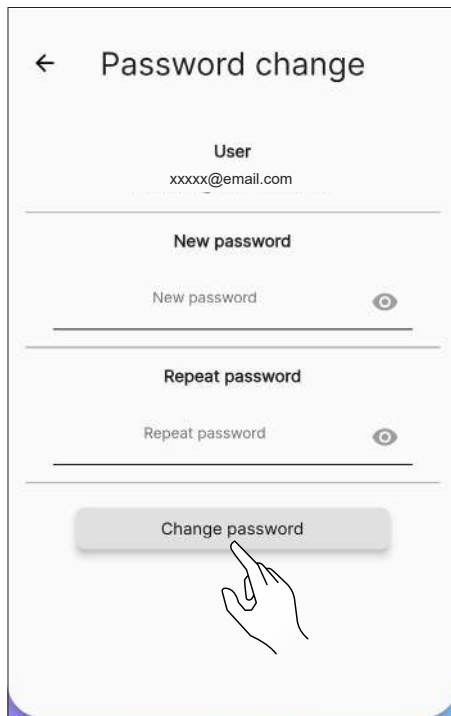 Password change
User
xxxxx@email.com
New password
New password
Repeat password
Repeat password
Change password